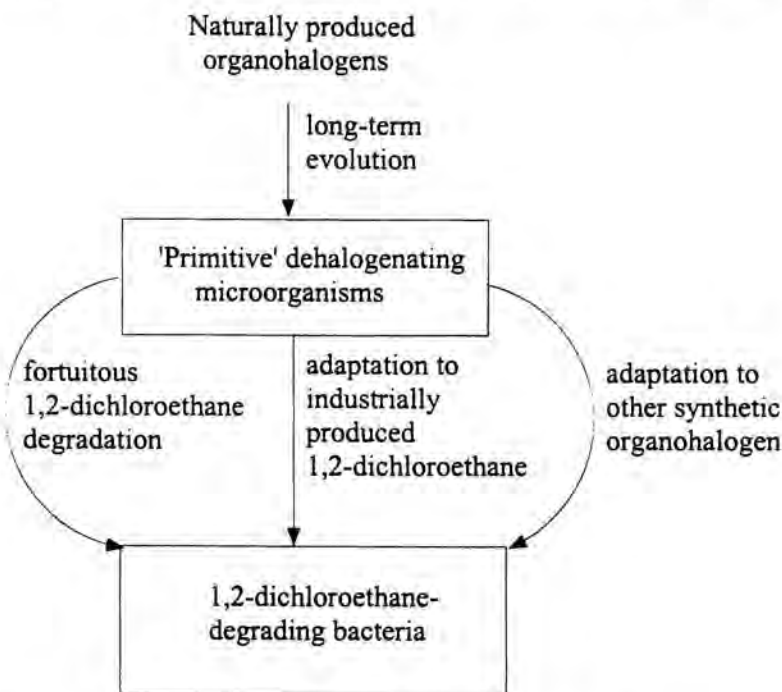 Naturally produced
organohalogens
long-term
evolution
'Primitive' dehalogenating
microorganisms
fortuitous
1,2-dichloroethane
degradation
adaptation to
industrially
produced
1,2-dichloroethane
adaptation to
other synthetic
organohalogen
1,2-dichloroethane-
degrading bacteria